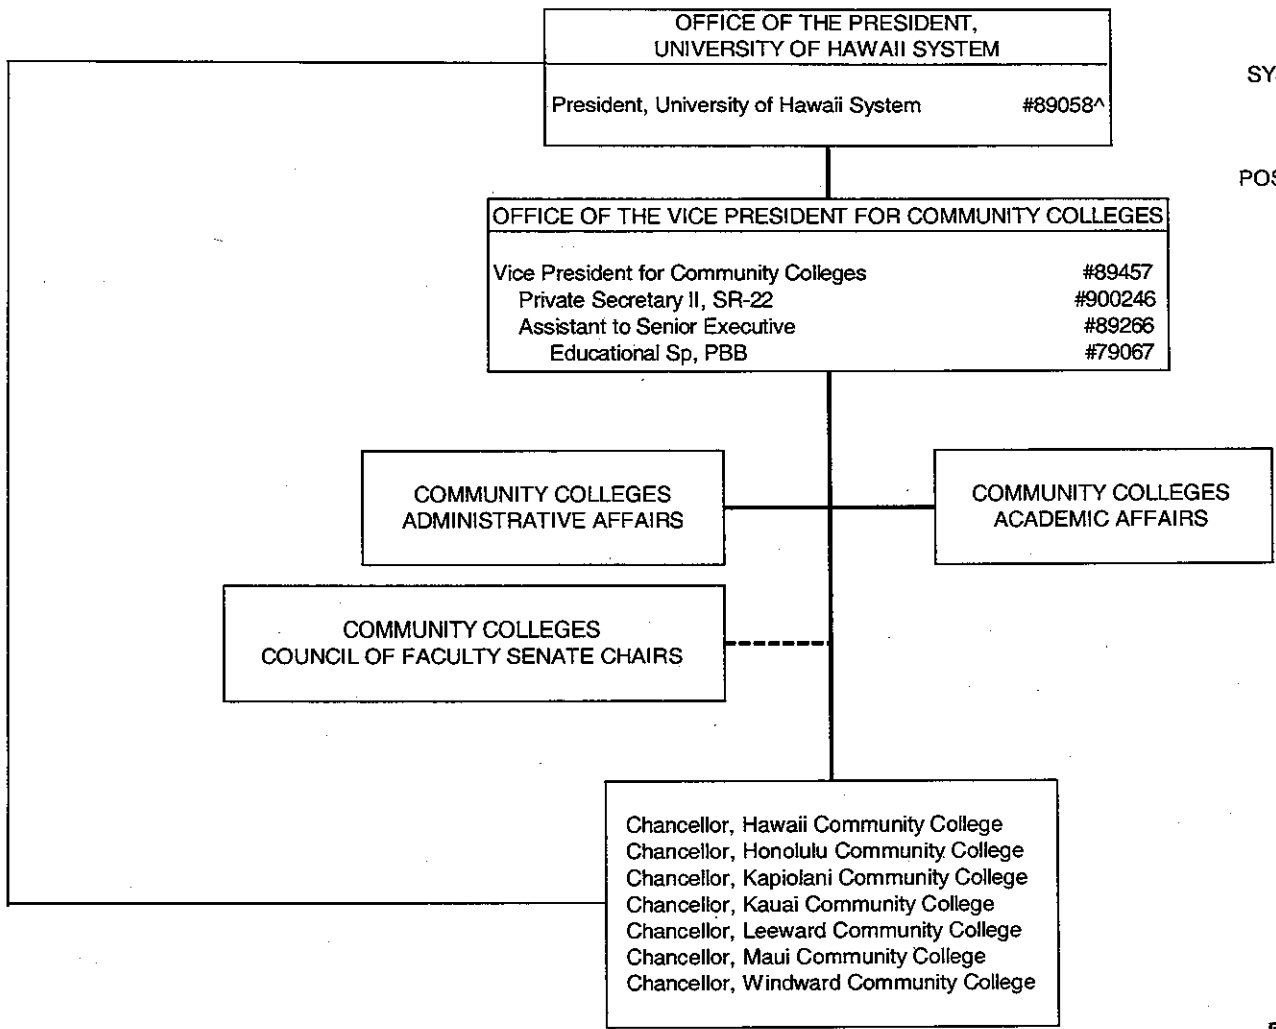 OFFICE OF THE PRESIDENT,
UNIVERSITY OF HAWAII SYSTEM
President, University of Hawaii System #89058^
OFFICE OF THE VICE PRESIDENT FOR COMMUNITY COLLEGES
Vice President for Community Colleges #89457
Private Secretary II, SR-22 #900246
Assistant to Senior Executive #89266
Educational Sp, PBB #79067
COMMUNITY COLLEGES
ADMINISTRATIVE AFFAIRS
COMMUNITY COLLEGES
ACADEMIC AFFAIRS
COMMUNITY COLLEGES
COUNCIL OF FACULTY SENATE CHAIRS
Chancellor, Hawaii Community College
Chancellor, Honolulu Community College
Chancellor, Kapiolani Community College
Chancellor, Kauai Community College
Chancellor, Leeward Community College
Chancellor, Maui Community College
Chancellor, Windward Community College